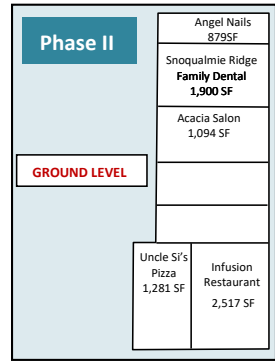 Phase II
Angel Nails
879SF
Snoqualmie Ridge
Family Dental
1,900 SF
Acacia Salon
1,094 SF
GROUND LEVEL
Uncle Si's
Pizza
1,281 SF
Infusion
Restaurant
2,517 SF